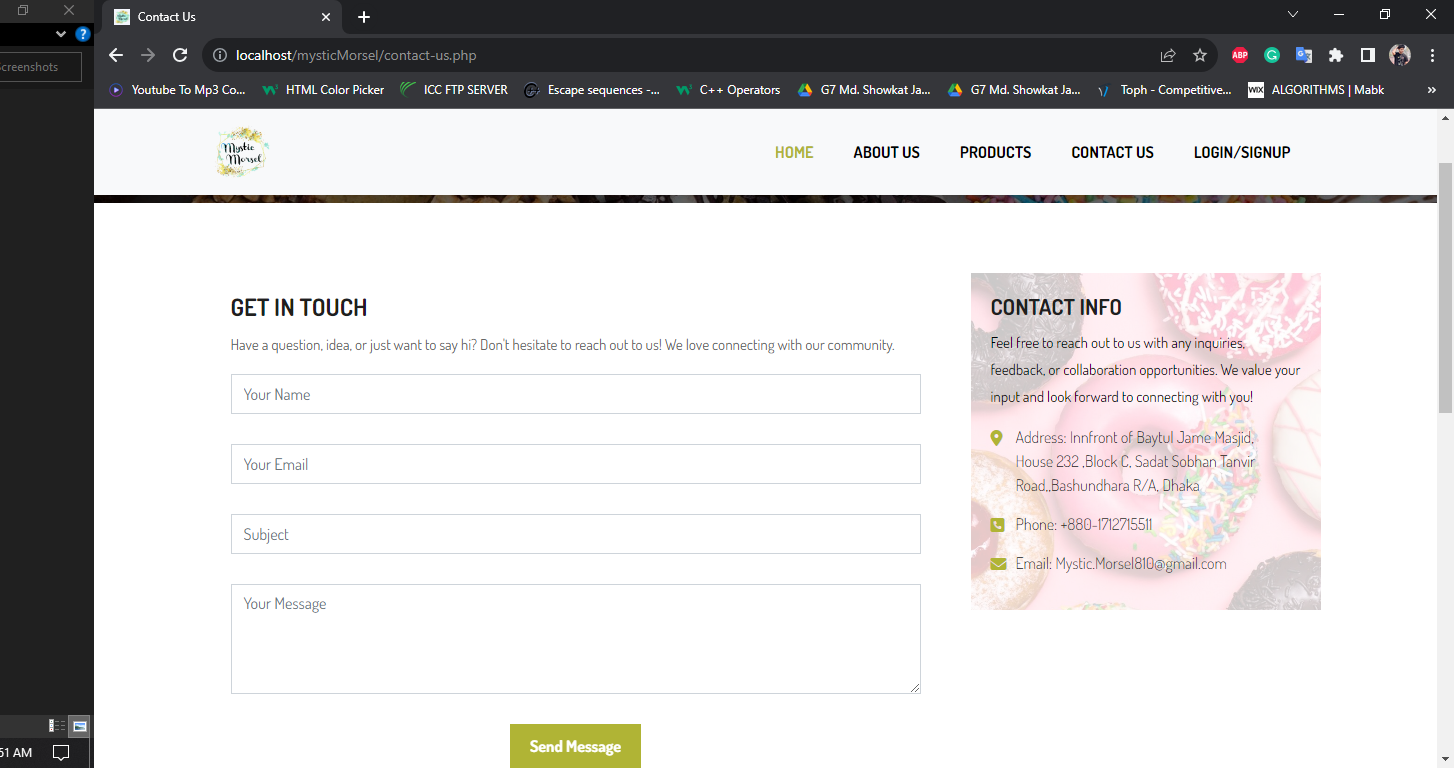 Contact Us
Screenshots
localhost/mysticMorsel/contact-us.php
ABP
Youtube To Mp3 Co... HTML Color Picker ICC FTP SERVER Escape sequences -... C++ Operators G7 Md. Showkat Ja... G7 Md. Showkat Ja... Toph - Competitive... WIX ALGORITHMS | Mabk »
Mystic
Morsel
HOME ABOUT US PRODUCTS CONTACT US LOGIN/SIGNUP
GET IN TOUCH
Have a question, idea, or just want to say hi? Don't hesitate to reach out to us! We love connecting with our community.
Your Name
Your Email
Subject
Your Message
Send Message
CONTACT INFO
Feel free to reach out to us with any inquiries,
feedback, or collaboration opportunities. We value your
input and look forward to connecting with you!
Address: Innfront of Baytul Jame Masjid,
House 232 ,Block C, Sadat Sobhan Tanvir
Road,,Bashundhara R/A, Dhaka
Phone: +880-1712715511
Email: Mystic.Morsel810@gmail.com
51 AM